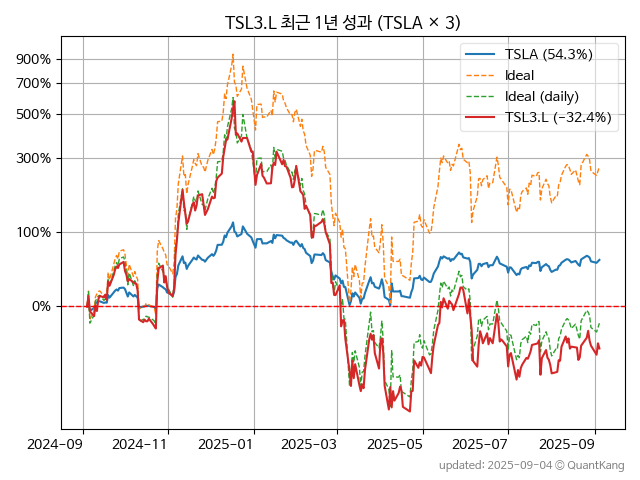 TSL3.L 최근 1년 성과 (TSLA × 3)
TSLA (54.3%)
Ideal
Ideal (daily)
TSL3.L (−32.4%)
900%
700%
500%
300%
100%
0%
2024-09
2024-11
2025-01
2025-03
2025-05
2025-07
2025-09
updated: 2025-09-04 © QuantKang